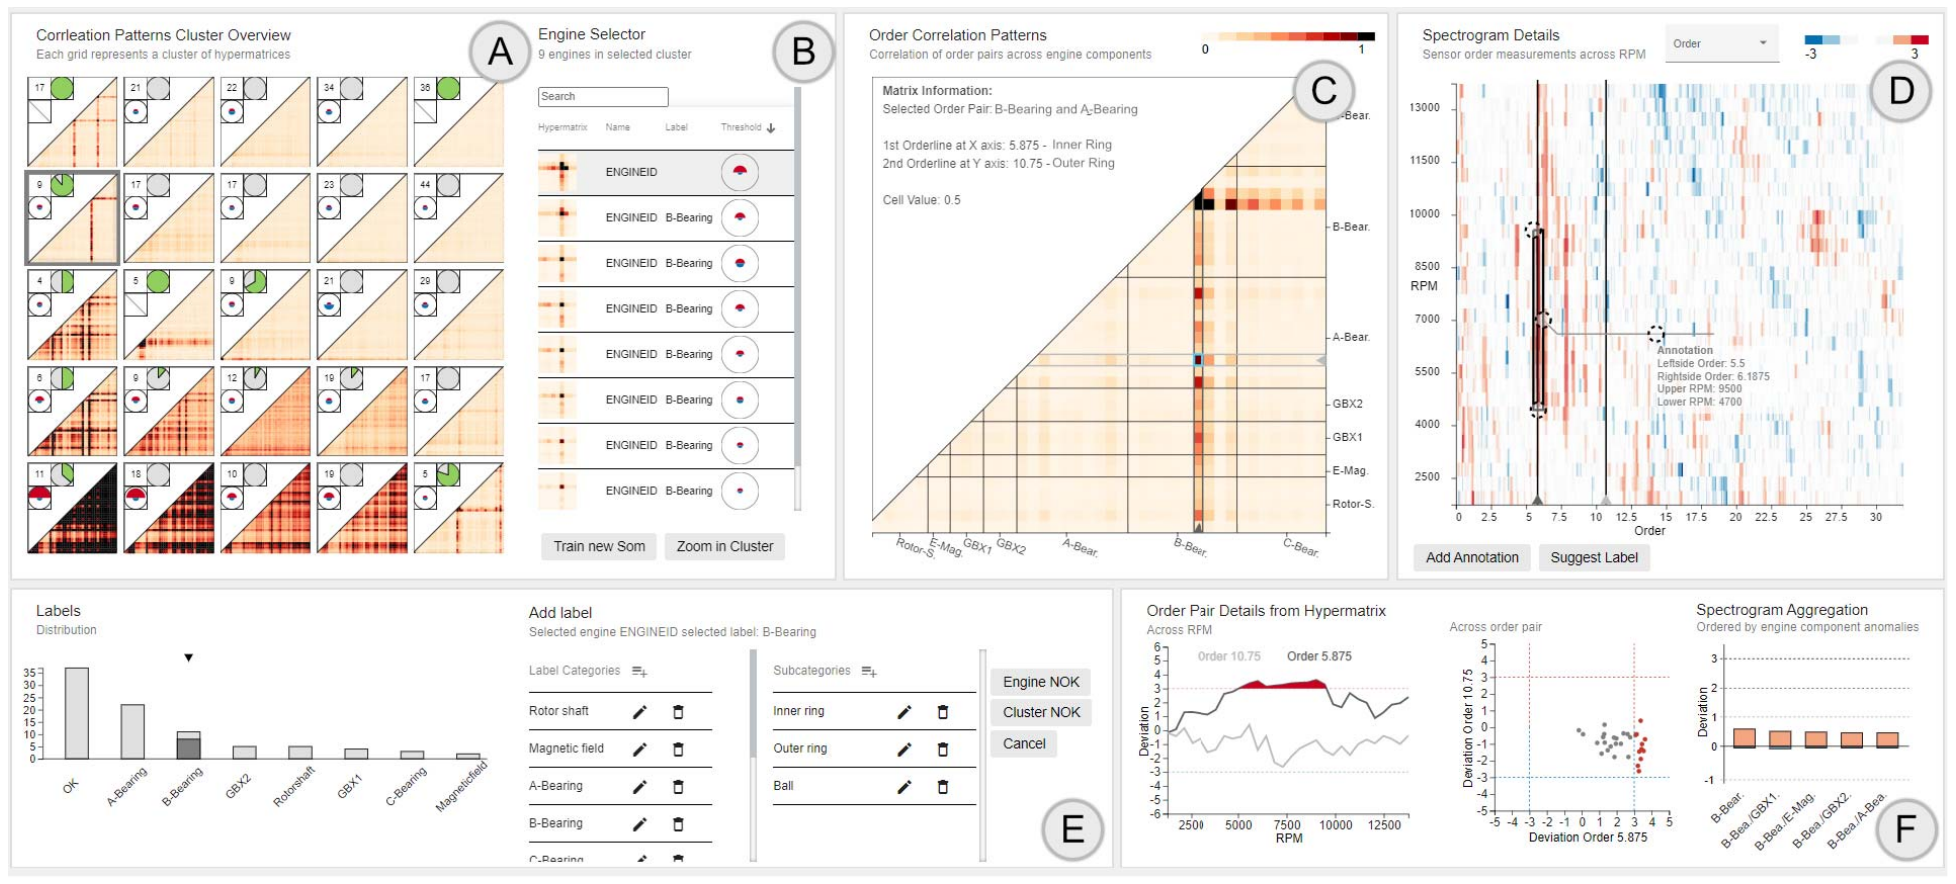 Corrleation Patterns Cluster Overview
Each grid represents a cluster of hypermatrices
A
17
21
22
34
36
9
17
17
23
44
4
5
9
21
29
6
9
12
19
17
11
18
10
19
5
Engine Selector
9 engines in selected cluster
B
Search
Hypermatrix Name Label Threshold
ENGINEID
ENGINEID B-Bearing
ENGINEID B-Bearing
ENGINEID B-Bearing
ENGINEID B-Bearing
ENGINEID B-Bearing
ENGINEID B-Bearing
ENGINEID B-Bearing
Train new Som
Zoom in Cluster
Order Correlation Patterns
Correlation of order pairs across engine components
0 1
C
Matrix Information:
Selected Order Pair: B-Bearing and A-Bearing
1st Orderline at X axis: 5.875 - Inner Ring
2nd Orderline at Y axis: 10.75 - Outer Ring
Cell Value: 0.5
-Bear.
B-Bear.
A-Bear.
GBX2
GBX1
E-Mag.
Rotor-S.
Rotor-S.
E-Mag.
GBX1
GBX2
A-Bear.
B-Bear.
C-Bear.
Spectrogram Details
Sensor order measurements across RPM
Order
-3 3
D
13000
11500
10000
8500
RPM
7000
5500
4000
2500
0 2.5 5 7.5 10 12.5 15 17.5 20 22.5 25 27.5 30
Order
Annotation
Leftside Order: 5.5
Rightside Order: 6.1875
Upper RPM: 9500
Lower RPM: 4700
Add Annotation
Suggest Label
Labels
Distribution
35
30
25
20
15
10
5
0
OK
A-Bearing
B-Bearing
GBX2
Rotorshaft
GBX1
C-Bearing
Magneticfield
Add label
Selected engine ENGINEID selected label: B-Bearing
Label Categories
Rotor shaft
Magnetic field
A-Bearing
B-Bearing
C-Bearing
Subcategories
Inner ring
Outer ring
Ball
Engine NOK
Cluster NOK
Cancel
E
Order Pair Details from Hypermatrix
Across RPM
Order 10.75 Order 5.875
6
5
4
3
2
1
0
-1
-2
-3
-4
-5
-6
Deviation
2500 5000 7500 10000 12500
RPM
Across order pair
5
4
3
2
1
0
-1
-2
-3
-4
-5
Deviation Order 10.75
-5 -4 -3 -2 -1 0 1 2 3 4 5
Deviation Order 5.875
Spectrogram Aggregation
Ordered by engine component anomalies
3
2
1
0
-1
Deviation
B-Bear.
B-Bea./GBX1.
B-Bea./E-Mag.
B-Bea./GBX2.
B-Bea./A-Bea.
F